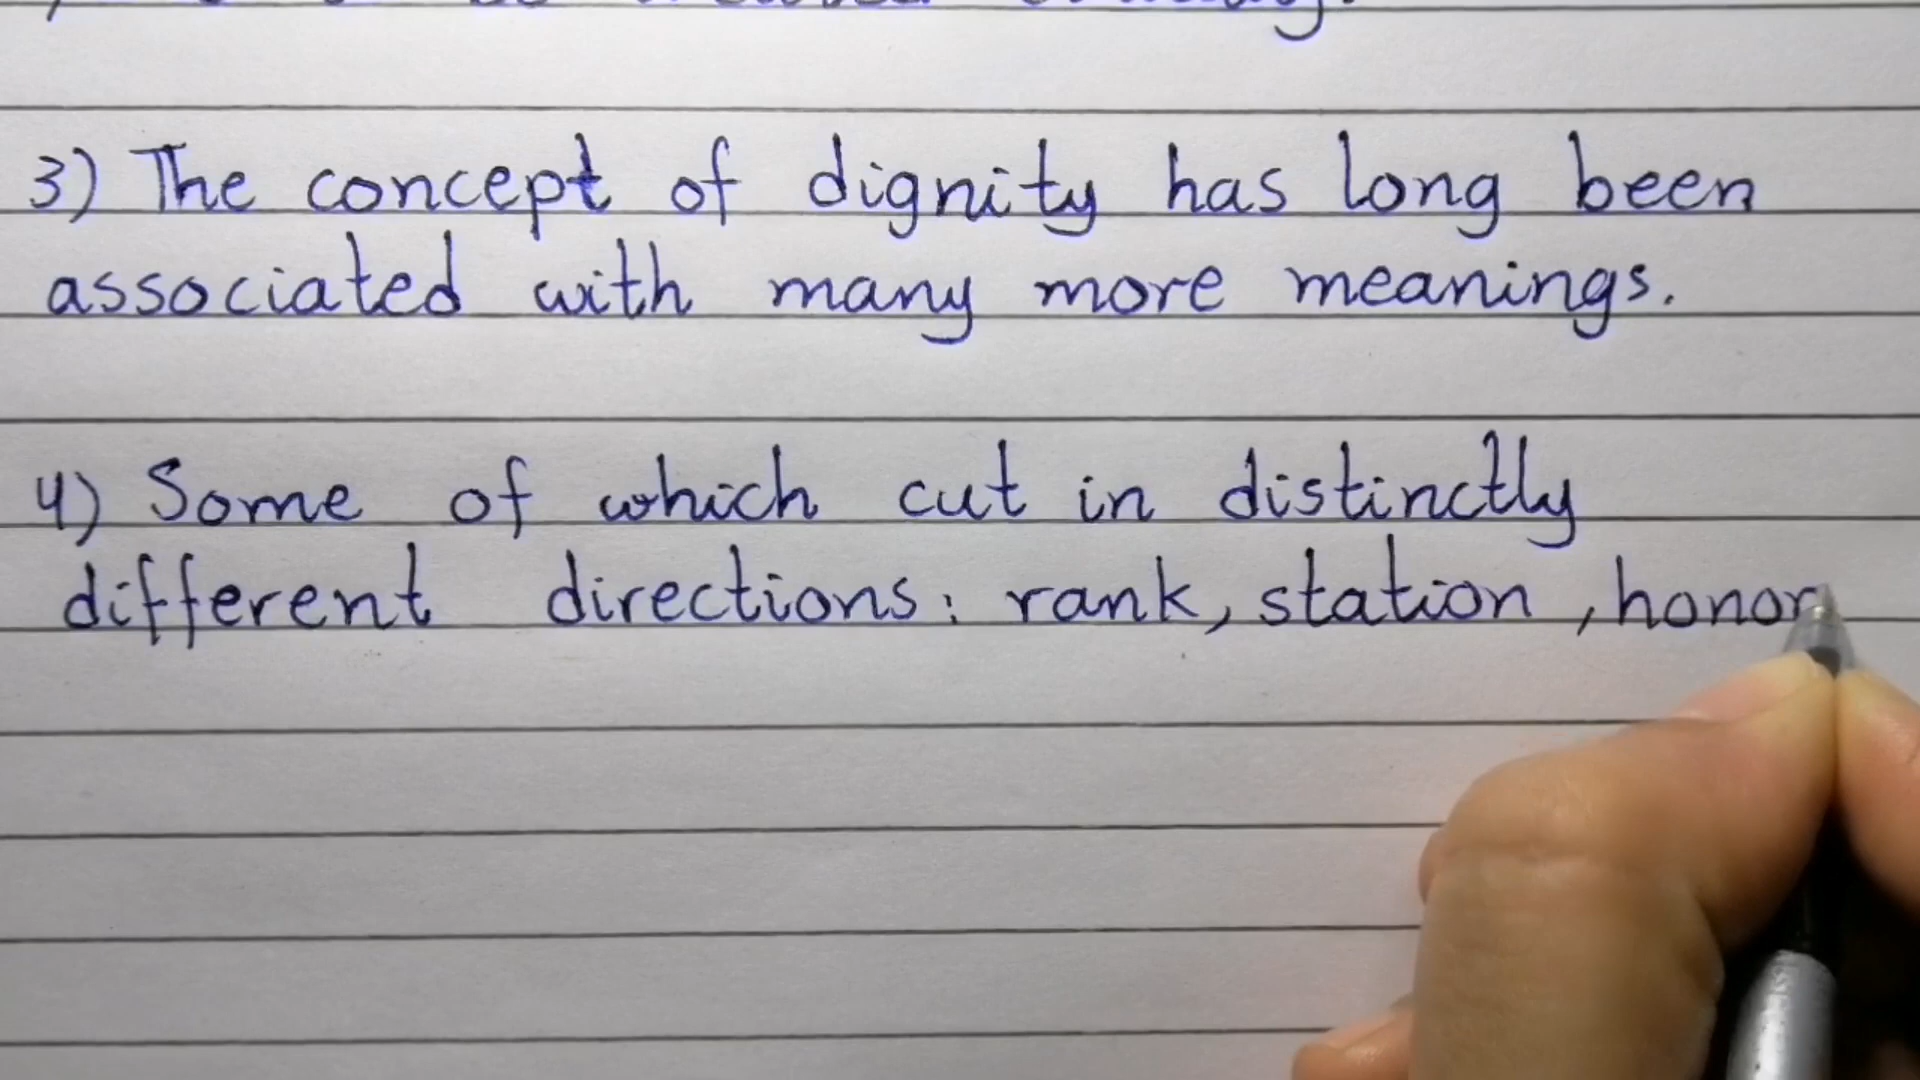 3) The concept of dignity has long been
associated with many more meanings.
4) Some of which cut in distinctly
different directions: rank, station, honor